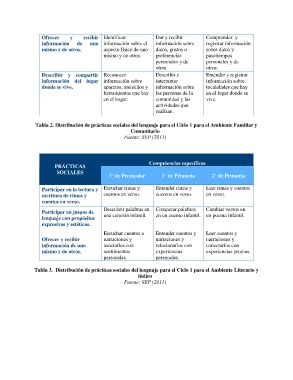 Ofrecer y recibir información de uno mismo y de otros.
Identificar información sobre el aspecto físico de uno mismo y de otros.
Dar y recibir información sobre datos, gustos o preferencias personales y de otros.
Comprender y registrar información sobre datos y pasatiempos personales y de otros.
Describir y compartir información del lugar donde se vive.
Reconocer información sobre aparatos, utensilios y herramientas que hay en el hogar.
Describir e interpretar información sobre las personas de la comunidad y las actividades que realizan.
Entender y registrar información sobre localidades que hay en el lugar donde se vive.
Tabla 2. Distribución de prácticas sociales del lenguaje para el Ciclo 1 para el Ambiente Familiar y
Comunitario
Fuente: SEP (2011)
PRÁCTICAS
SOCIALES
Competencias específicas
3° de Preescolar
1° de Primaria
2° de Primaria
Participar en la lectura y escritura de rimas y cuentos en verso.
Escuchar rimas y cuentos en verso.
Entender rimas y cuentos en verso.
Leer rimas y cuentos en verso.
Participar en juegos de lenguaje con propósitos expresivos y estéticos.
Describir palabras en una canción infantil.
Comparar palabras en un cuento infantil.
Cambiar versos en un poema infantil.
Ofrecer y recibir información de uno mismo y de otros.
Escuchar cuentos o narraciones y asociarlos con sentimientos personales.
Entender cuentos y narraciones y relacionarlos con experiencias personales.
Leer cuentos y narraciones y conectarlos con experiencias propias.
Tabla 3. Distribución de prácticas sociales del lenguaje para el Ciclo 1 para el Ambiente Literario y
lúdico
Fuente: SEP (2011)